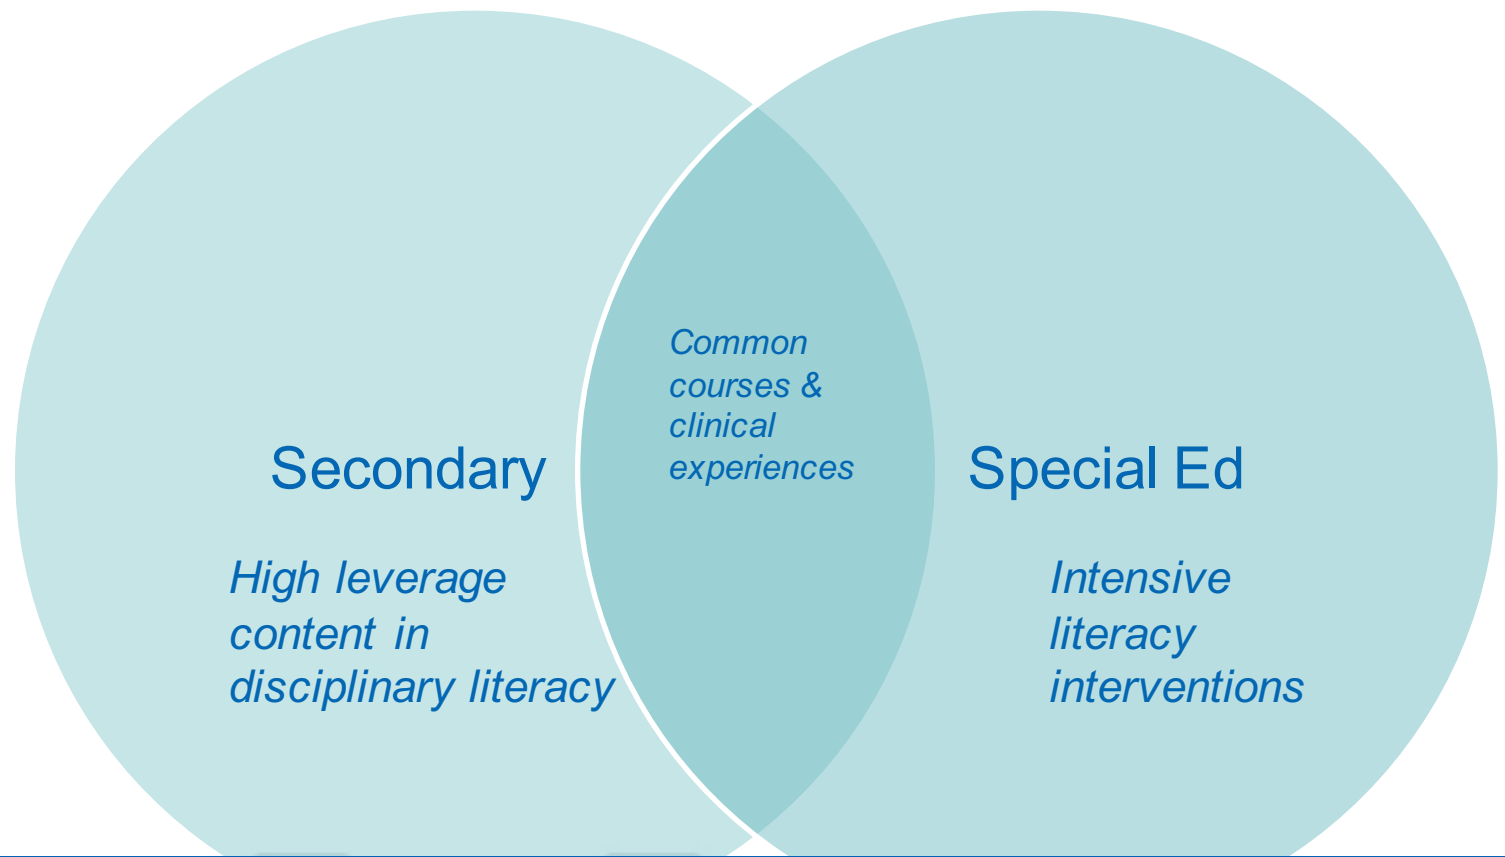 Secondary
High leverage
content in
disciplinary literacy
Common
courses &
clinical
experiences
Special Ed
Intensive
literacy
interventions